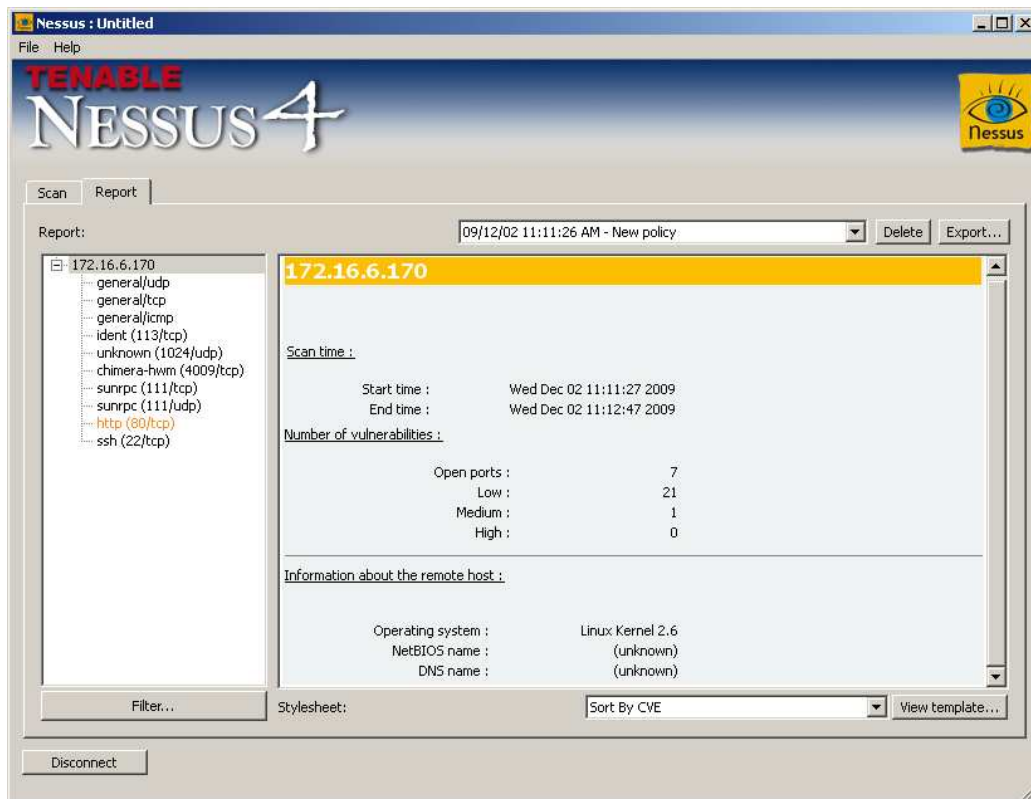 Nessus : Untitled
File Help
TENABLE
NESSUS 4
Nessus
Scan Report
Report: 09/12/02 11:11:26 AM - New policy Delete Export...
172.16.6.170
general/udp
general/tcp
general/icmp
ident (113/tcp)
unknown (1024/udp)
chimera-hwm (4009/tcp)
sunrpc (111/tcp)
sunrpc (111/udp)
http (80/tcp)
ssh (22/tcp)
172.16.6.170
Scan time :
Start time : Wed Dec 02 11:11:27 2009
End time : Wed Dec 02 11:12:47 2009
Number of vulnerabilities :
Open ports : 7
Low : 21
Medium : 1
High : 0
Information about the remote host :
Operating system : Linux Kernel 2.6
NetBIOS name : (unknown)
DNS name : (unknown)
Filter... Stylesheet: Sort By CVE View template...
Disconnect